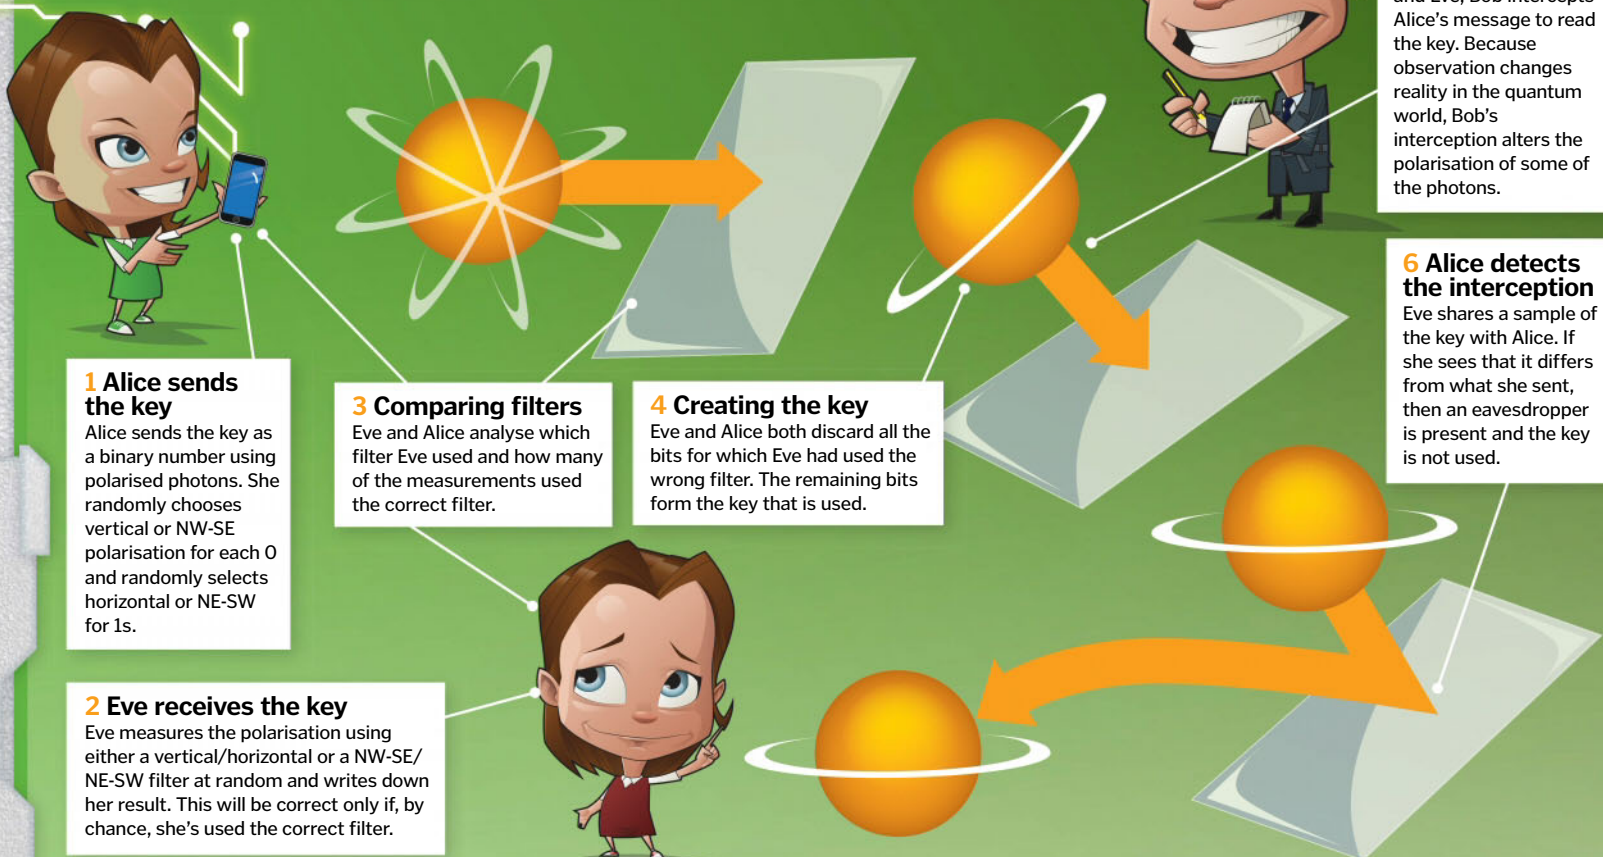 1 Alice sends
the key
Alice sends the key as
a binary number using
polarised photons. She
randomly chooses
vertical or NW-SE
polarisation for each 0
and randomly selects
horizontal or NE-SW
for 1s.
2 Eve receives the key
Eve measures the polarisation using
either a vertical/horizontal or a NW-SE/
NE-SW filter at random and writes down
her result. This will be correct only if, by
chance, she's used the correct filter.
3 Comparing filters
Eve and Alice analyse which
filter Eve used and how many
of the measurements used
the correct filter.
4 Creating the key
Eve and Alice both discard all the
bits for which Eve had used the
wrong filter. The remaining bits
form the key that is used.
and Eve, Bob intercepts
Alice's message to read
the key. Because
observation changes
reality in the quantum
world, Bob's
interception alters the
polarisation of some of
the photons.
6 Alice detects
the interception
Eve shares a sample of
the key with Alice. If
she sees that it differs
from what she sent,
then an eavesdropper
is present and the key
is not used.